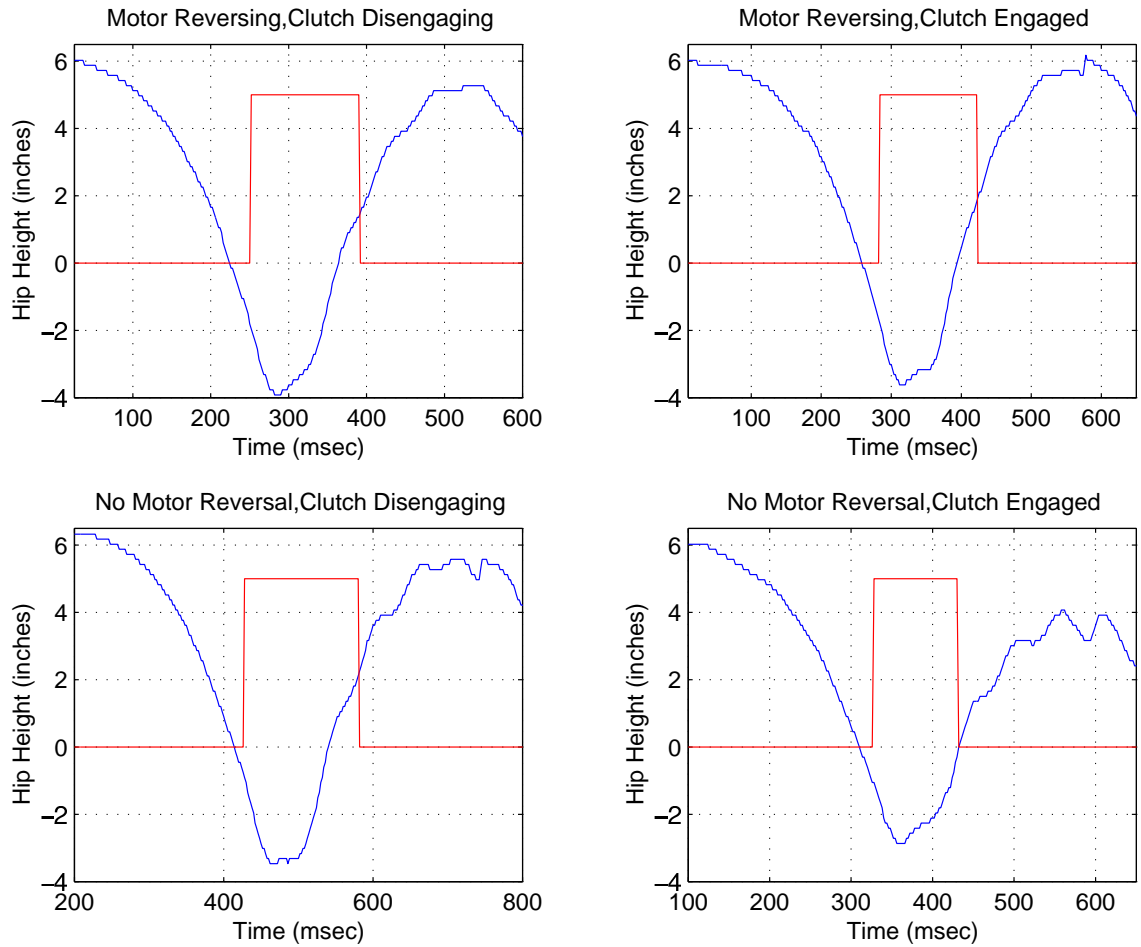 Motor Reversing,Clutch Disengaging
6
4
2
0
−2
−4
Hip Height (inches)
100 200 300 400 500 600
Time (msec)
Motor Reversing,Clutch Engaged
6
4
2
0
−2
−4
Hip Height (inches)
100 200 300 400 500 600
Time (msec)
No Motor Reversal,Clutch Disengaging
6
4
2
0
−2
−4
Hip Height (inches)
200 400 600 800
Time (msec)
No Motor Reversal,Clutch Engaged
6
4
2
0
−2
−4
Hip Height (inches)
100 200 300 400 500 600
Time (msec)